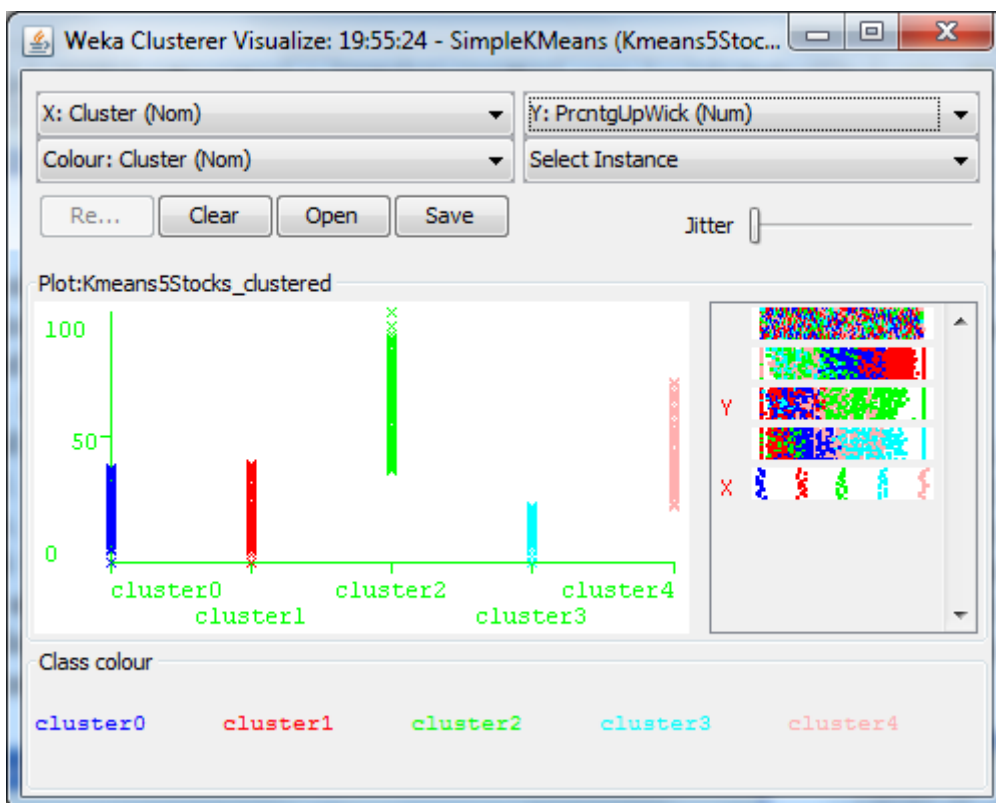 Weka Clusterer Visualize: 19:55:24 - SimpleKMeans (Kmeans5Stoc...
X: Cluster (Nom)
Y: PrcntgUpWick (Num)
Colour: Cluster (Nom)
Select Instance
Re...
Clear
Open
Save
Jitter
Plot:Kmeans5Stocks_clustered
100
50
0
cluster0
cluster1
cluster2
cluster3
cluster4
Y
X
Class colour
cluster0
cluster1
cluster2
cluster3
cluster4